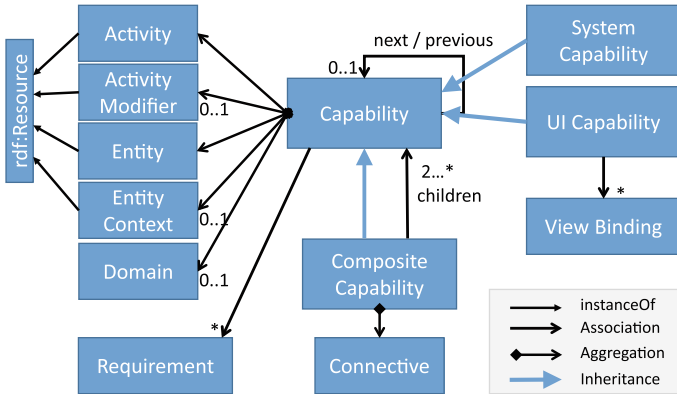 rdf:Resource
Activity
Activity
Modifier
0..1
Entity
Entity
Context
0..1
Domain
0..1
next / previous
0..1
Capability
System
Capability
UI Capability
*
View Binding
2...*
children
Composite
Capability
*
Requirement
Connective
instanceOf
Association
Aggregation
Inheritance